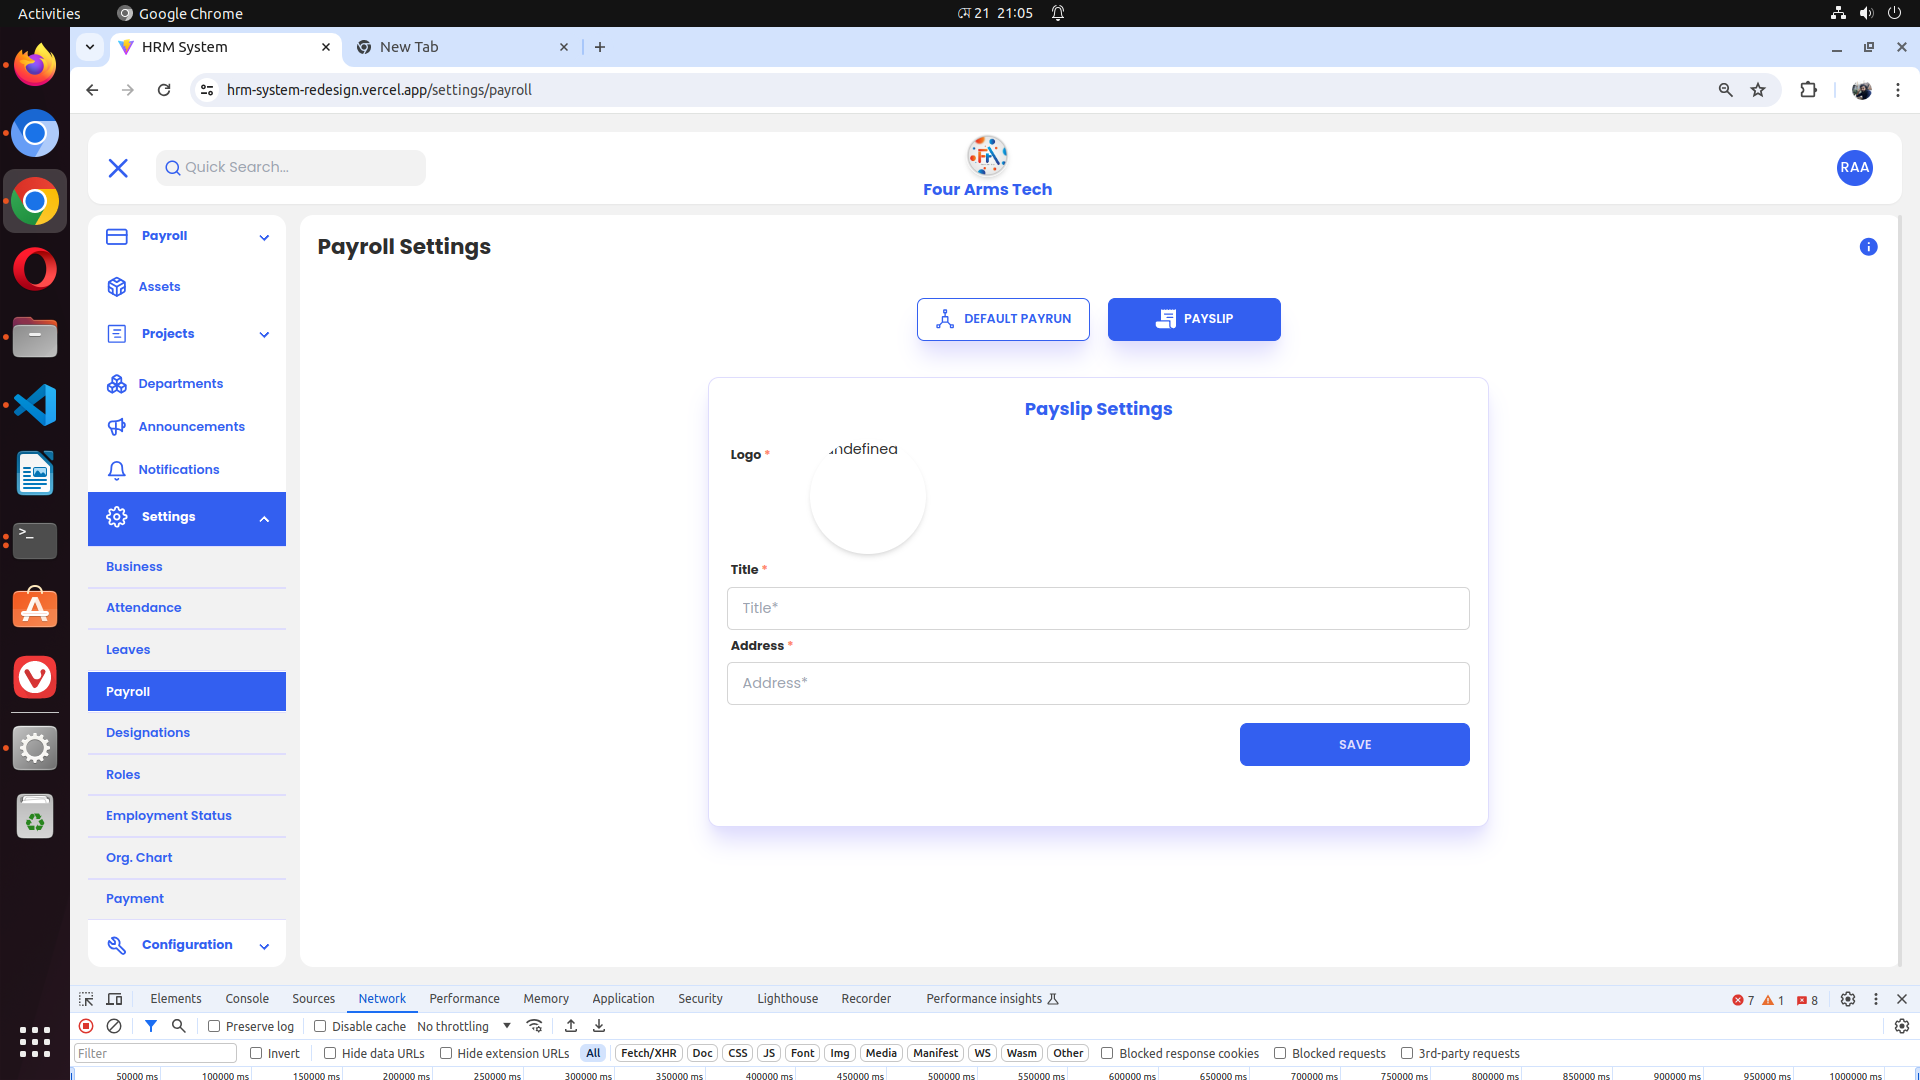 Activities
Google Chrome
21 21:05
HRM System
New Tab
hrm-system-redesign.vercel.app/settings/payroll
Quick Search...
Four Arms Tech
RAA
Payroll
Assets
Projects
Departments
Announcements
Notifications
Settings
Business
Attendance
Leaves
Payroll
Designations
Roles
Employment Status
Org. Chart
Payment
Configuration
Payroll Settings
DEFAULT PAYRUN
PAYSLIP
Payslip Settings
Logo *
undefined
Title *
Title*
Address *
Address*
SAVE
Elements
Console
Sources
Network
Performance
Memory
Application
Security
Lighthouse
Recorder
Performance insights
7
1
8
Preserve log
Disable cache
No throttling
Filter
Invert
Hide data URLs
Hide extension URLs
All
Fetch/XHR
Doc
CSS
JS
Font
Img
Media
Manifest
WS
Wasm
Other
Blocked response cookies
Blocked requests
3rd-party requests
50000 ms
100000 ms
150000 ms
200000 ms
250000 ms
300000 ms
350000 ms
400000 ms
450000 ms
500000 ms
550000 ms
600000 ms
650000 ms
700000 ms
750000 ms
800000 ms
850000 ms
900000 ms
950000 ms
1000000 ms